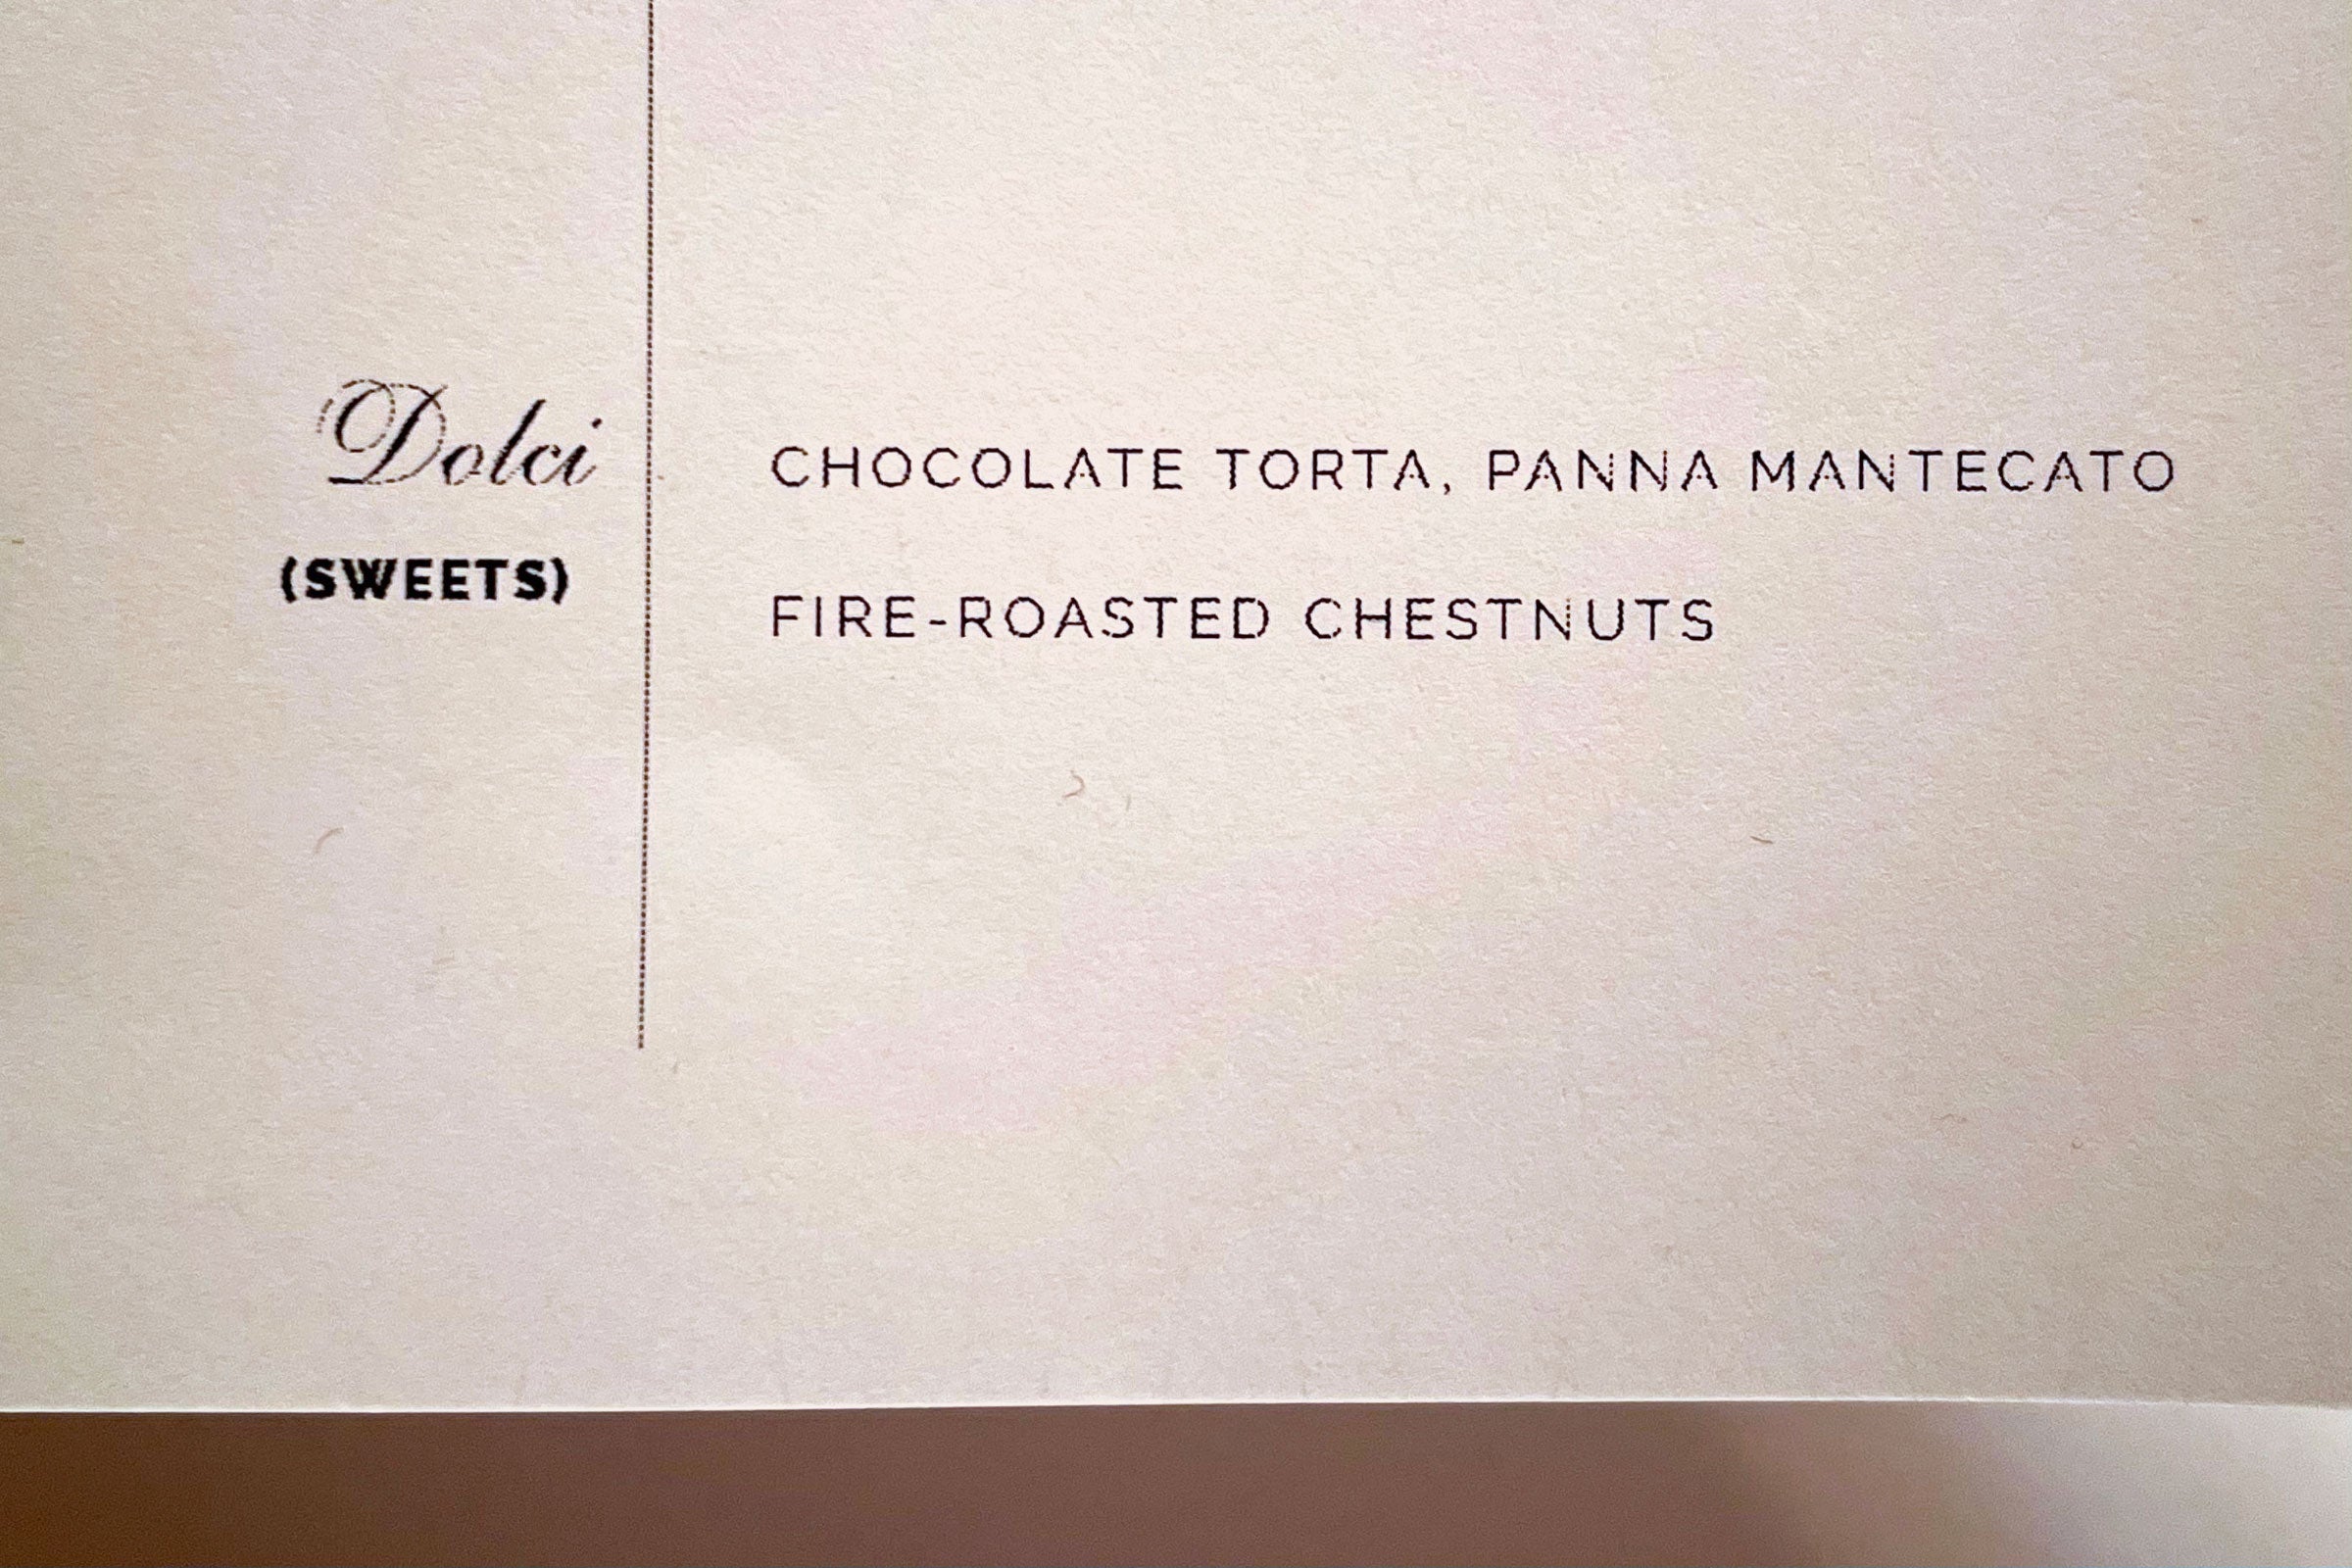 Dolci
(SWEETS)
CHOCOLATE TORTA, PANNA MANTECATO
FIRE-ROASTED CHESTNUTS